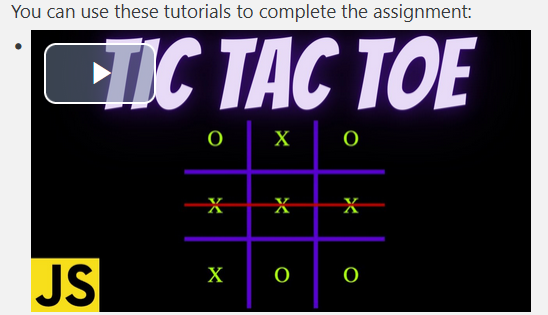 You can use these tutorials to complete the assignment:
TIC TAC TOE
O X O
X X X
X O O
JS